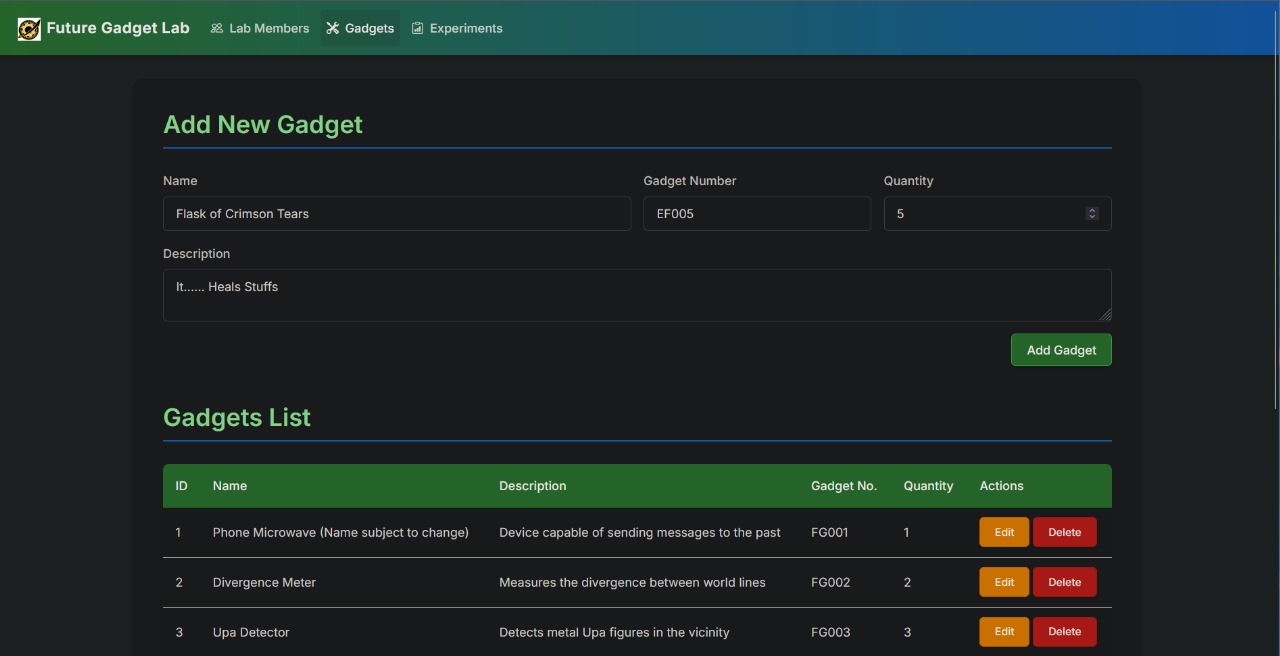 Future Gadget Lab Lab Members Gadgets Experiments
Add New Gadget
Name Gadget Number Quantity
Flask of Crimson Tears EF005 5
Description
It...... Heals Stuffs
Add Gadget
Gadgets List
ID Name Description Gadget No. Quantity Actions
1 Phone Microwave (Name subject to change) Device capable of sending messages to the past FG001 1 Edit Delete
2 Divergence Meter Measures the divergence between world lines FG002 2 Edit Delete
3 Upa Detector Detects metal Upa figures in the vicinity FG003 3 Edit Delete